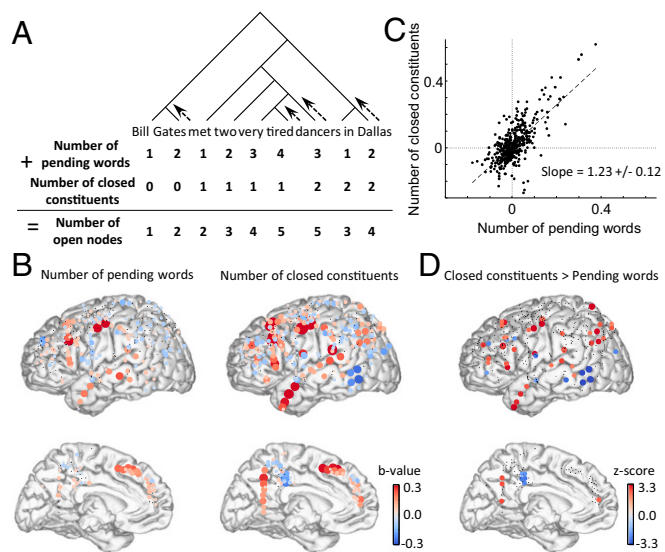 A
Bill Gates met two very tired dancers in Dallas
+ Number of pending words 1 2 1 2 3 4 3 1 2
Number of closed constituents 0 0 1 1 1 1 2 2 2
= Number of open nodes 1 2 2 3 4 5 5 3 4
C
Number of closed constituents
0.4
0
Slope = 1.23 +/- 0.12
0 0.4
Number of pending words
B
Number of pending words
Number of closed constituents
b-value
0.3
0.0
-0.3
D
Closed constituents > Pending words
z-score
3.3
0.0
-3.3